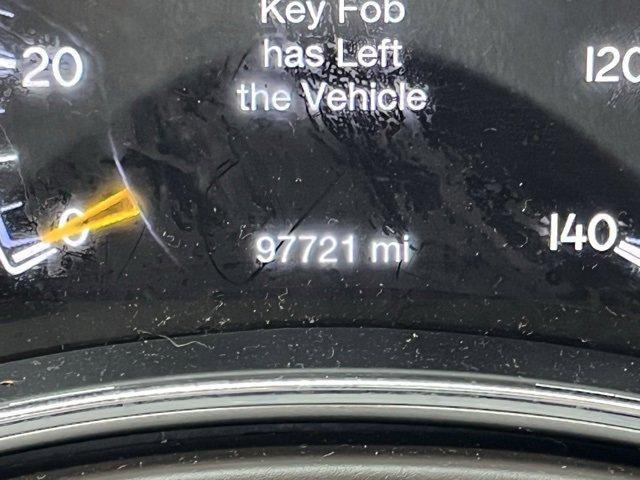 Key Fob
has Left
the Vehicle
20
120
0
97721 mi
140